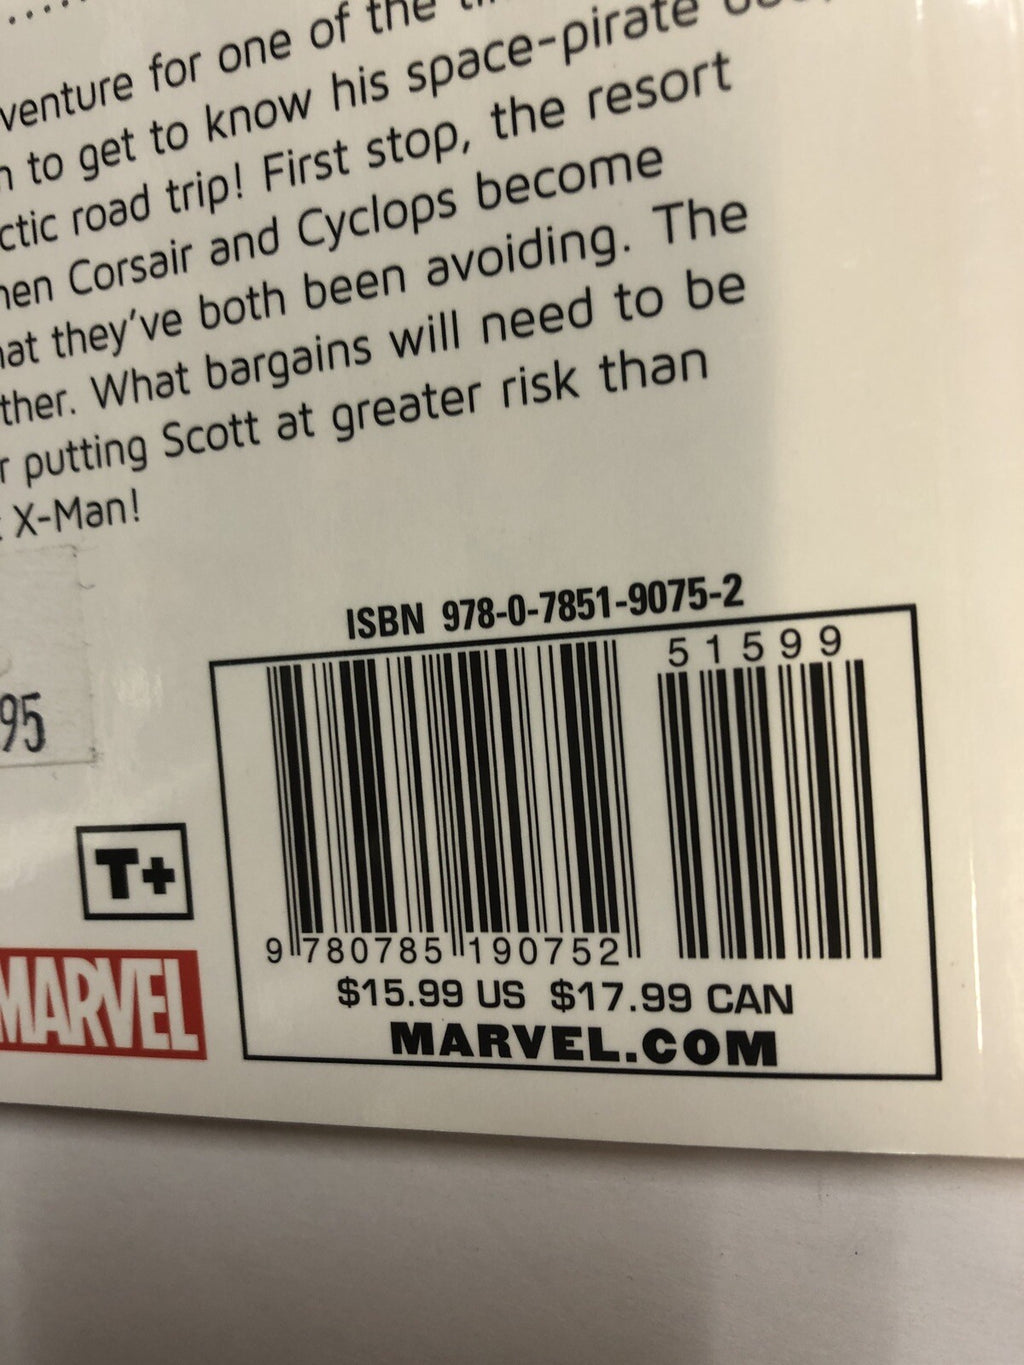 venture for one of the
to get to know his space-pirate
ctic road trip! First stop, the resort
hen Corsair and Cyclops become
hat they've both been avoiding. The
ther. What bargains will need to be
r putting Scott at greater risk than
X-Man!
ISBN 978-0-7851-9075-2
51599
95
T+
9 780785 190752
$15.99 US $17.99 CAN
MARVEL
MARVEL.COM